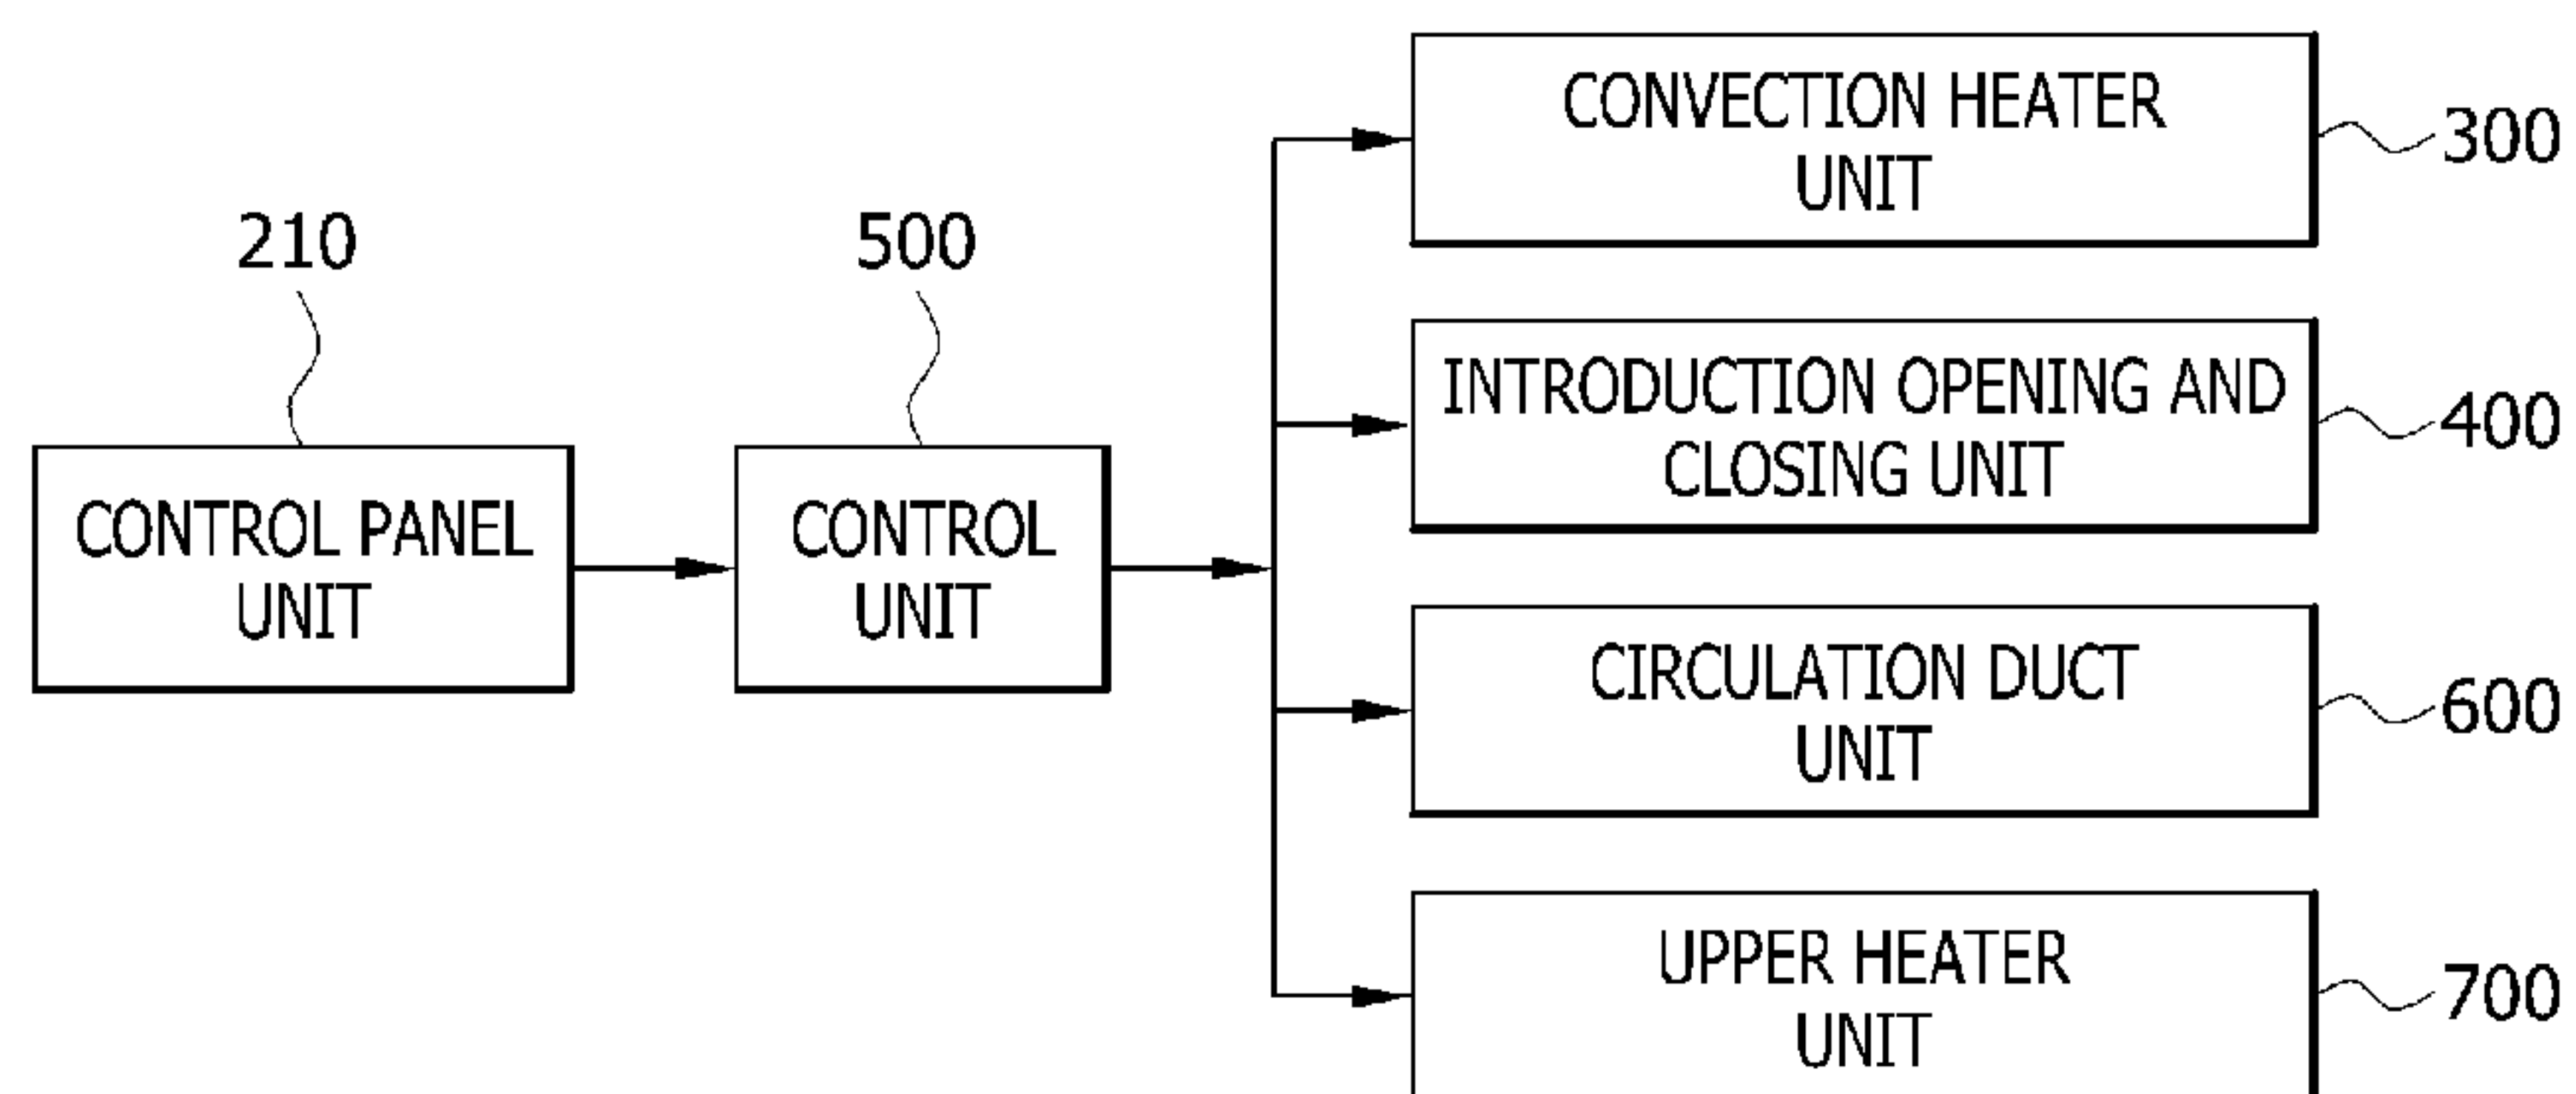 CONVECTION HEATER
UNIT
300
210
500
INTRODUCTION OPENING AND
CLOSING UNIT
400
CONTROL PANEL
UNIT
CONTROL
UNIT
CIRCULATION DUCT
UNIT
600
UPPER HEATER
UNIT
700